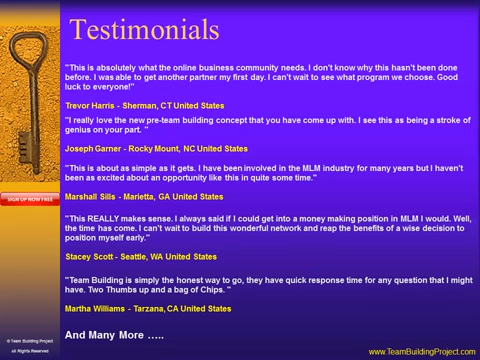 Testimonials
"This is absolutely what the online business community needs. I don't know why this hasn't been done
before. I was able to get another partner my first day. I can't wait to see what program we choose. Good
luck to everyone!"
Trevor Harris - Sherman, CT United States
"I really love the new pre-team building concept that you have come up with. I see this as being a stroke of
genius on your part. "
Joseph Garner - Rocky Mount, NC United States
"This is about as simple as it gets. I have been involved in the MLM industry for many years but I haven't
been as excited about an opportunity like this in quite some time."
Marshall Sills - Marietta, GA United States
"This REALLY makes sense. I always said if I could get into a money making position in MLM I would. Well,
the time has come. I can't wait to build this wonderful network and reap the benefits of a wise decision to
position myself early."
Stacey Scott - Seattle, WA United States
"Team Building is simply the honest way to go, they have quick response time for any question that I might
have. Two Thumbs up and a bag of Chips. "
Martha Williams - Tarzana, CA United States
And Many More …..
SIGN UP NOW FREE
© Team Building Project
All Rights Reserved
www.TeamBuildingProject.com